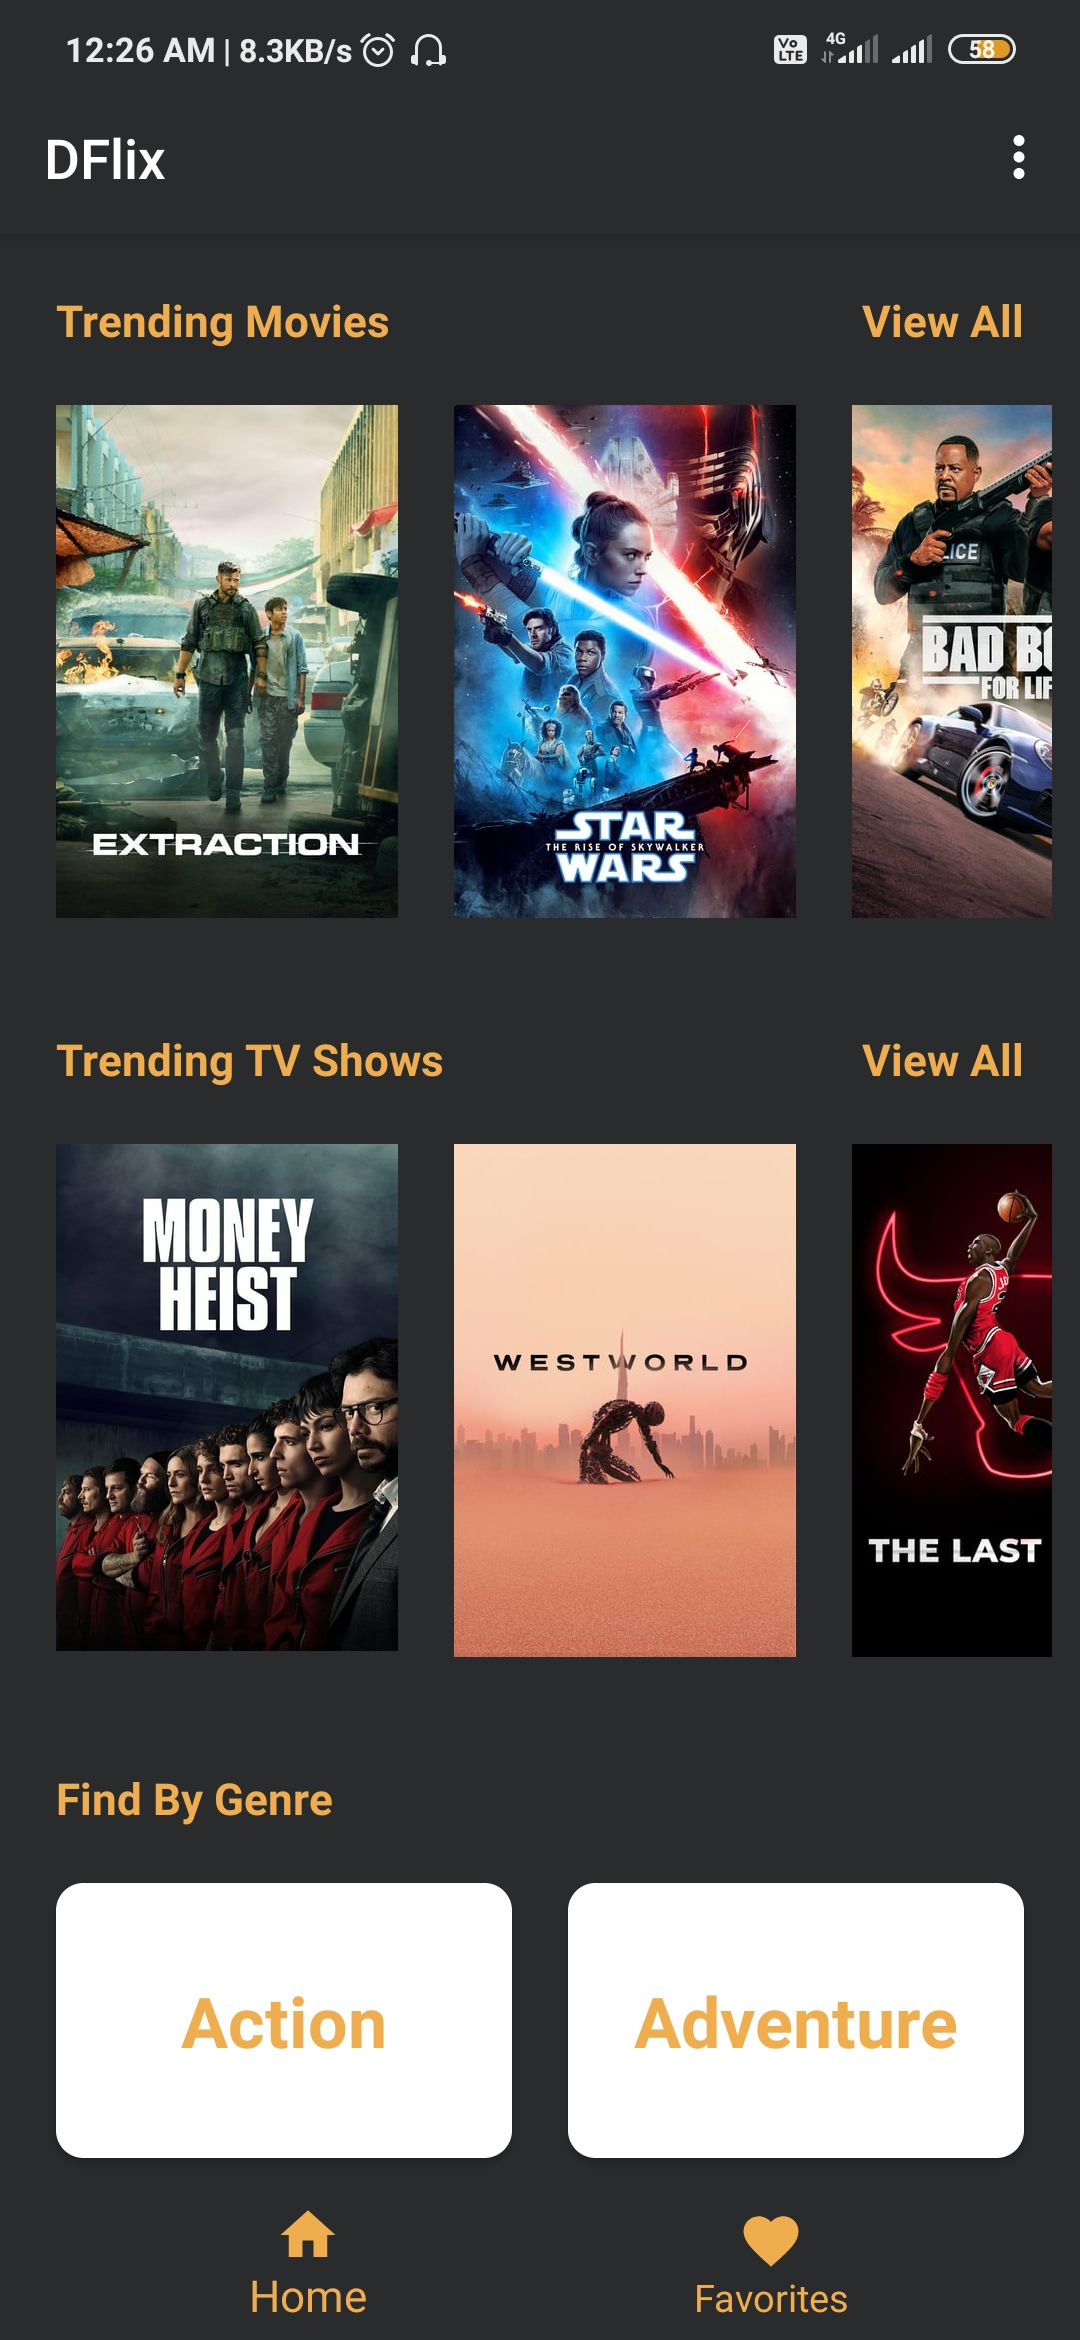 12:26 AM | 8.3KB/s
Vo LTE
4G
58
DFlix
Trending Movies
View All
EXTRACTION
STAR
THE RISE OF SKYWALKER
WARS
LICE
BAD BO
FOR LIF
Trending TV Shows
View All
MONEY
HEIST
WESTWORLD
THE LAST
Find By Genre
Action
Adventure
Home
Favorites